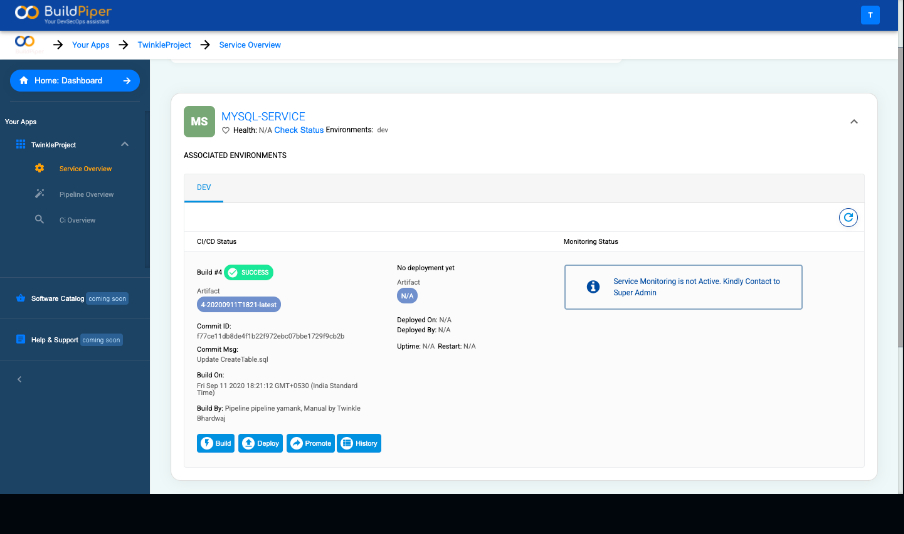 BuildPiper
Your DevSecOps assistant
T
Your Apps
TwinkleProject
Service Overview
Home: Dashboard
Your Apps
TwinkleProject
Service Overview
Pipeline Overview
Ci Overview
Software Catalog coming soon
Help & Support coming soon
MS
MYSQL-SERVICE
Health: N/A Check Status Environments: dev
ASSOCIATED ENVIRONMENTS
DEV
CI/CD Status
Monitoring Status
Build #4 SUCCESS
Artifact
4-20200911T1821-latest
Commit ID:
f77ce11db8de4f1b22f972ebc07bbe1729f9cb2b
Commit Msg:
Update CreateTable.sql
Build On:
Fri Sep 11 2020 18:21:12 GMT+0530 (India Standard
Time)
Build By: Pipeline pipeline yamank, Manual by Twinkle
Bhardwaj
Build Deploy Promote History
No deployment yet
Artifact
N/A
Deployed On: N/A
Deployed By: N/A
Uptime: N/A Restart: N/A
Service Monitoring is not Active. Kindly Contact to
Super Admin